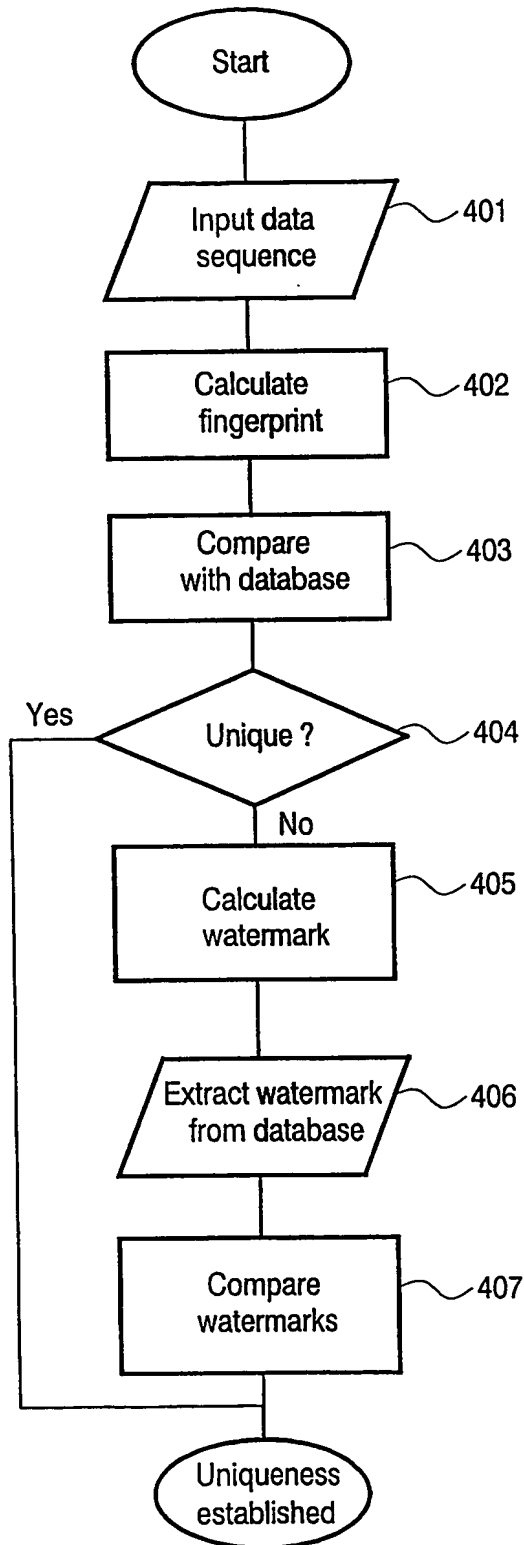 Start
Input data
sequence
401
Calculate
fingerprint
402
Compare
with database
403
Yes
Unique ?
404
No
Calculate
watermark
405
Extract watermark
from database
406
Compare
watermarks
407
Uniqueness
established